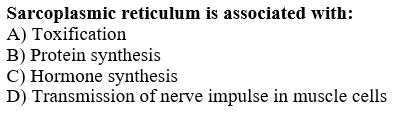 Sarcoplasmic reticulum is associated with:
A) Toxification
B) Protein synthesis
C) Hormone synthesis
D) Transmission of nerve impulse in muscle cells